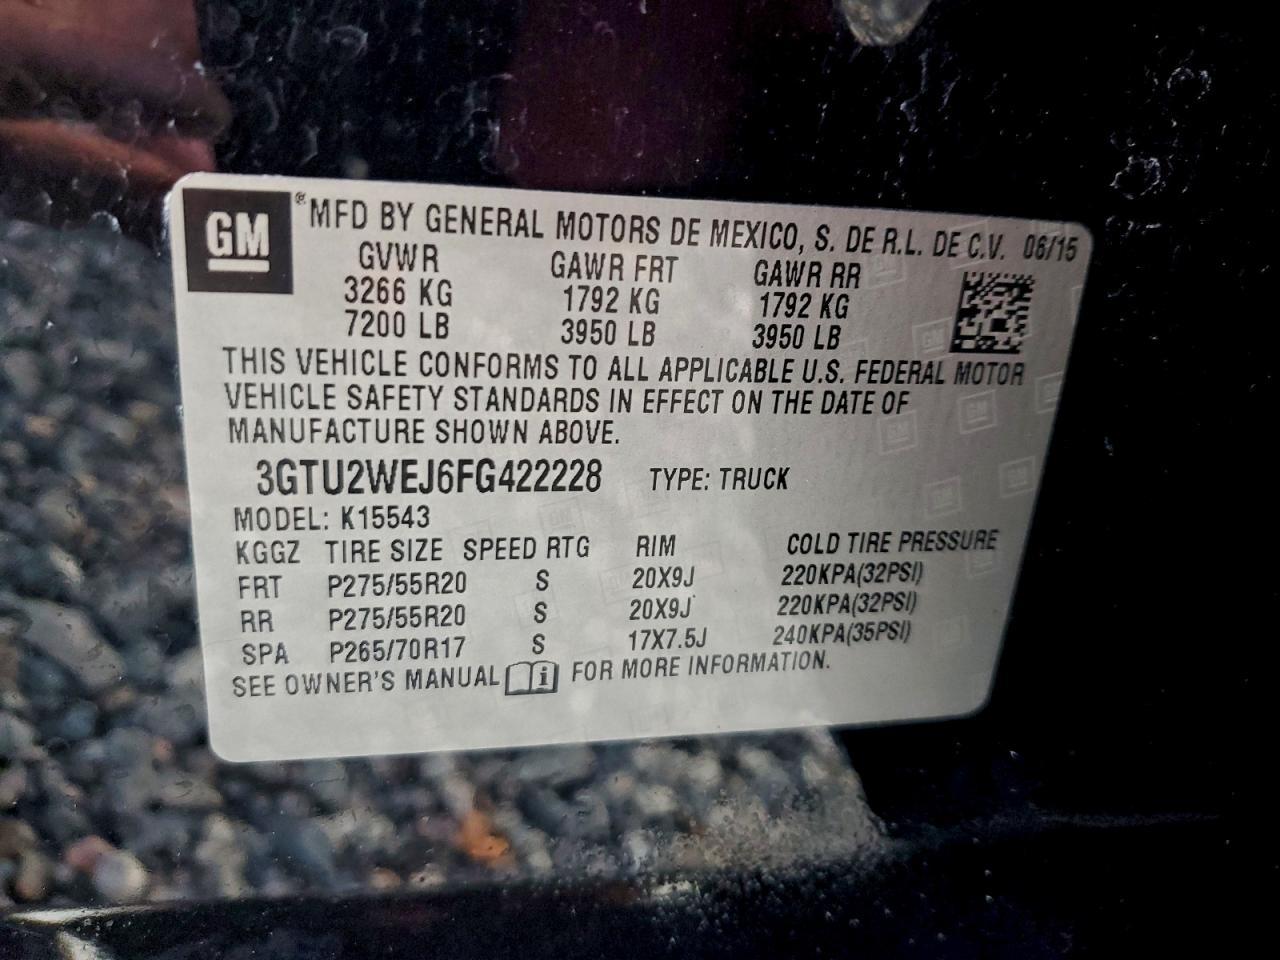 GM ® MFD BY GENERAL MOTORS DE MEXICO, S. DE R.L. DE C.V. 06/15
GVWR GAWR FRT GAWR RR
3266 KG 1792 KG 1792 KG
7200 LB 3950 LB 3950 LB
THIS VEHICLE CONFORMS TO ALL APPLICABLE U.S. FEDERAL MOTOR
VEHICLE SAFETY STANDARDS IN EFFECT ON THE DATE OF
MANUFACTURE SHOWN ABOVE.
3GTU2WEJ6FG422228 TYPE: TRUCK
MODEL: K15543
KGGZ TIRE SIZE SPEED RTG RIM COLD TIRE PRESSURE
FRT P275/55R20 S 20X9J 220KPA(32PSI)
RR P275/55R20 S 20X9J 220KPA(32PSI)
SPA P265/70R17 S 17X7.5J 240KPA(35PSI)
SEE OWNER'S MANUAL i FOR MORE INFORMATION.